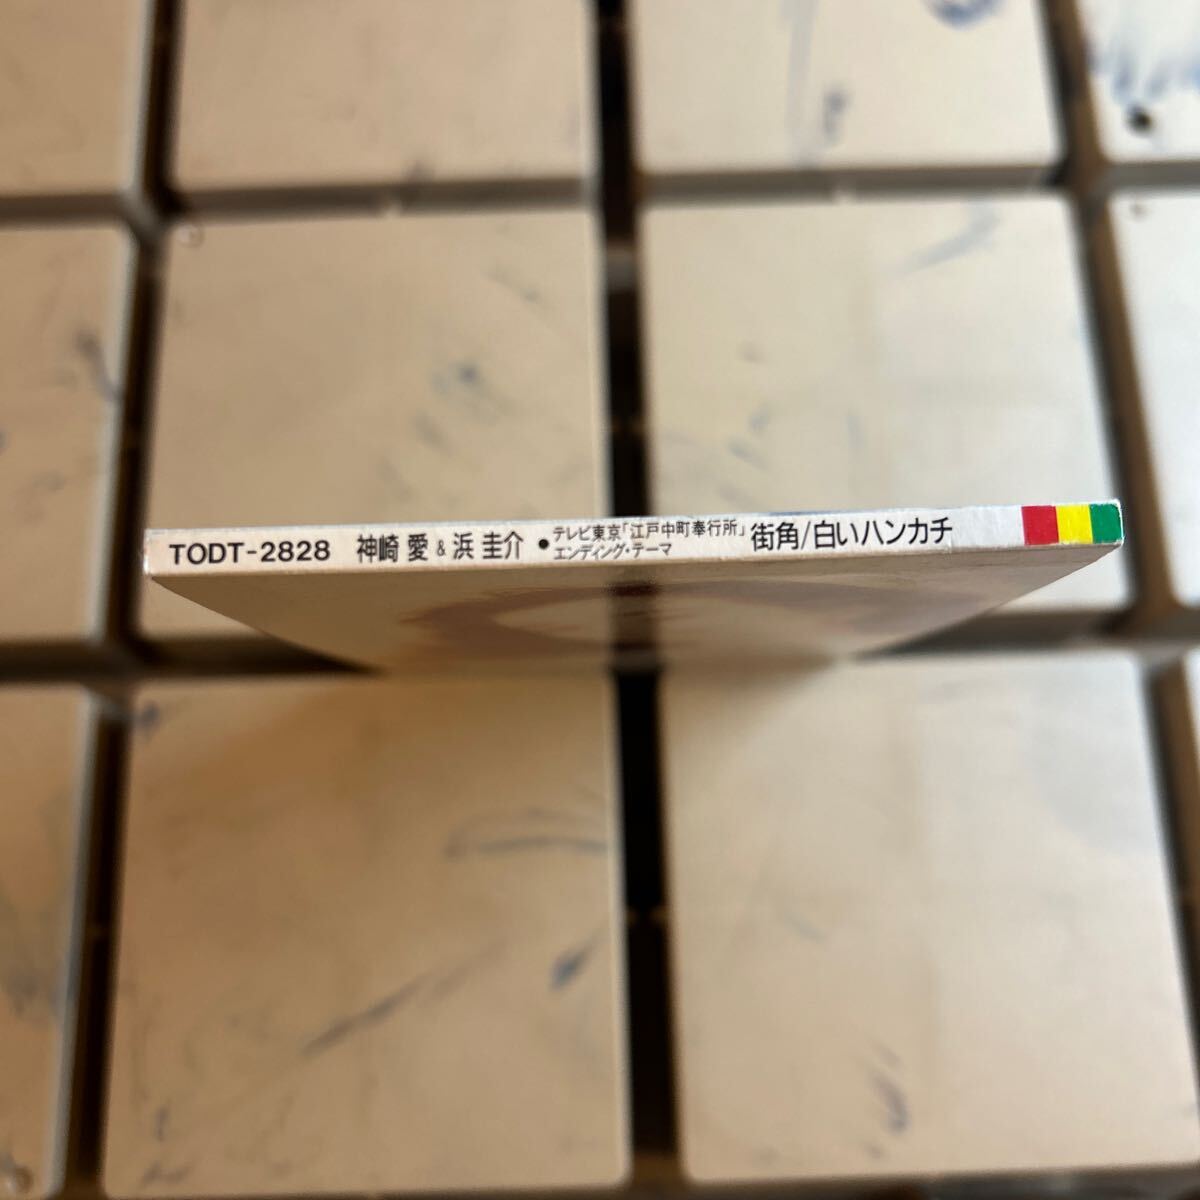 TODT-2828 神崎 愛 & 浜 圭介 • テレビ東京「江戸中町奉行所」
エンディング・テーマ
街角/白いハンカチ